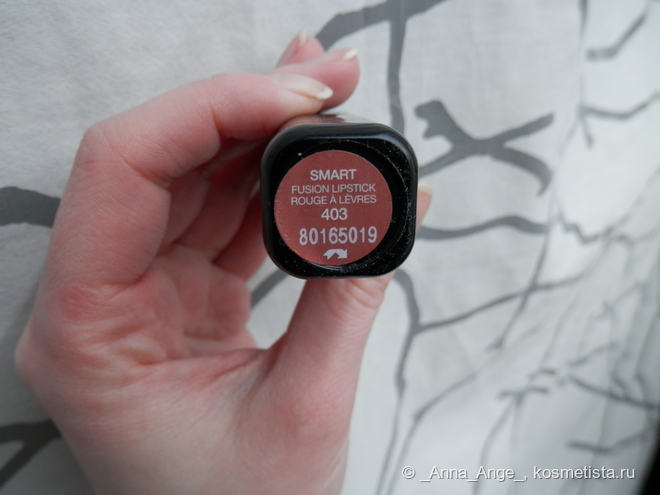 SMART
FUSION LIPSTICK
ROUGE À LÈVRES
403
80165019
© _Anna_Ange_, kosmetista.ru